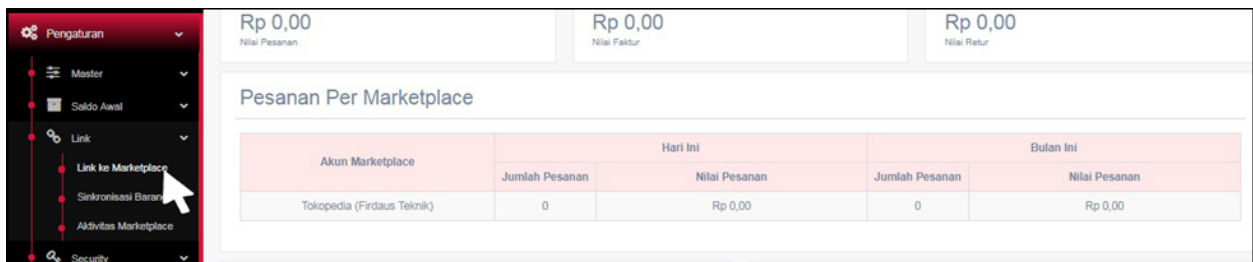 Pengaturan
Master
Saldo Awal
Link
Link ke Marketplace
Sinkronisasi Barang
Aktivitas Marketplace
Security
Rp 0,00
Nilai Pesanan
Rp 0,00
Nilai Faktur
Rp 0,00
Nilai Retur
Pesanan Per Marketplace
Akun Marketplace Hari Ini Bulan Ini
Jumlah Pesanan Nilai Pesanan Jumlah Pesanan Nilai Pesanan
Tokopedia (Firdaus Teknik) 0 Rp 0,00 0 Rp 0,00